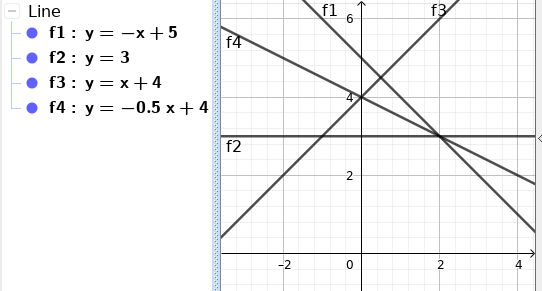 Line
f1 : y = −x + 5
f2 : y = 3
f3 : y = x + 4
f4 : y = −0.5 x + 4
f1
f3
6
f4
4
f2
2
−2
0
2
4